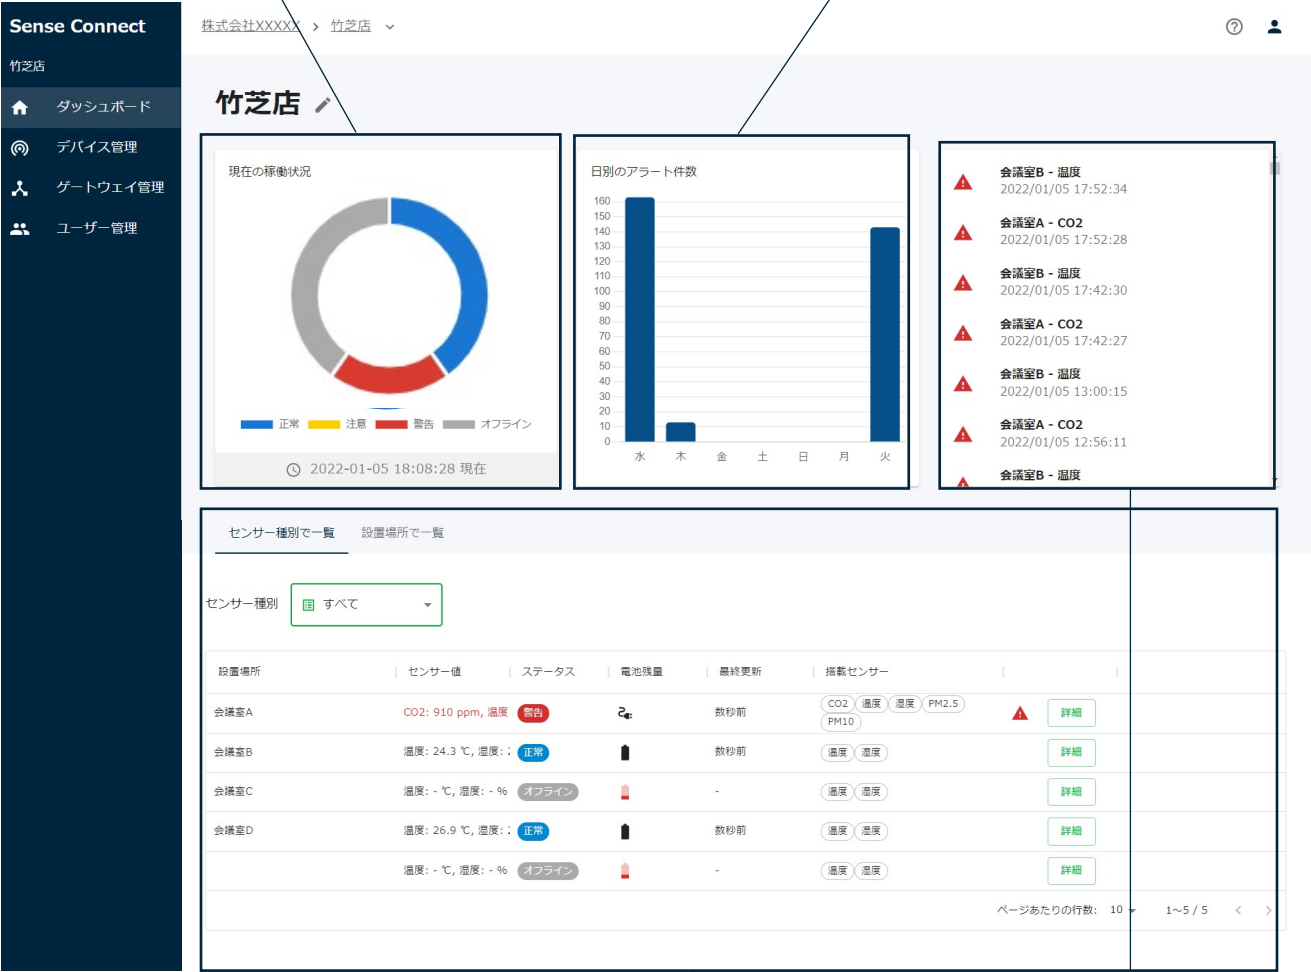 Sense Connect
竹芝店
ダッシュボード
デバイス管理
ゲートウェイ管理
ユーザー管理
株式会社XXXXX > 竹芝店
竹芝店
現在の稼働状況
正常 注意 警告 オフライン
2022-01-05 18:08:28 現在
日別のアラート件数
160
150
140
130
120
110
100
90
80
70
60
50
40
30
20
10
0
水 木 金 土 日 月 火
会議室B - 温度
2022/01/05 17:52:34
会議室A - CO2
2022/01/05 17:52:28
会議室B - 温度
2022/01/05 17:42:30
会議室A - CO2
2022/01/05 17:42:27
会議室B - 温度
2022/01/05 13:00:15
会議室A - CO2
2022/01/05 12:56:11
会議室B - 温度
センサー種別で一覧 設置場所で一覧
センサー種別 すべて
設置場所 センサー値 ステータス 電池残量 最終更新 搭載センサー
会議室A CO2: 910 ppm, 温度 警告 数秒前 CO2 温度 湿度 PM2.5 詳細
PM10
会議室B 温度: 24.3 ℃, 湿度: 正常 数秒前 温度 湿度 詳細
会議室C 温度: - ℃, 湿度: - % オフライン - 温度 湿度 詳細
会議室D 温度: 26.9 ℃, 湿度: 正常 数秒前 温度 湿度 詳細
温度: - ℃, 湿度: - % オフライン - 温度 湿度 詳細
ページあたりの行数: 10 1～5 / 5 < >